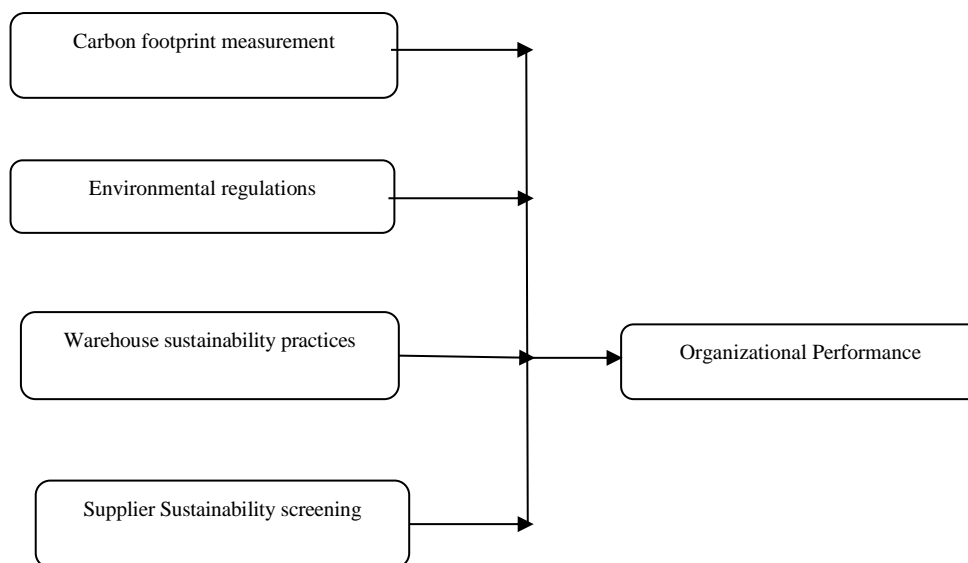 Carbon footprint measurement
Environmental regulations
Warehouse sustainability practices
Organizational Performance
Supplier Sustainability screening